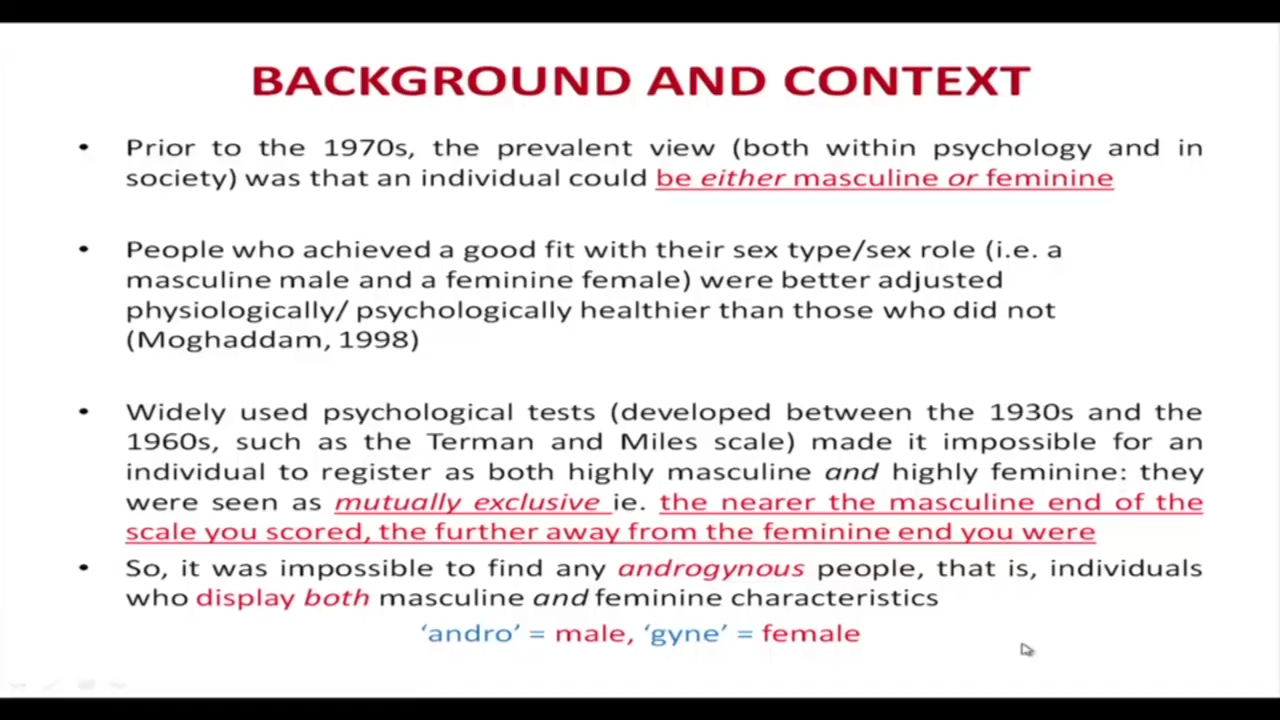 BACKGROUND AND CONTEXT
• Prior to the 1970s, the prevalent view (both within psychology and in
society) was that an individual could be either masculine or feminine
• People who achieved a good fit with their sex type/sex role (i.e. a
masculine male and a feminine female) were better adjusted
physiologically/ psychologically healthier than those who did not
(Moghaddam, 1998)
• Widely used psychological tests (developed between the 1930s and the
1960s, such as the Terman and Miles scale) made it impossible for an
individual to register as both highly masculine and highly feminine: they
were seen as mutually exclusive ie. the nearer the masculine end of the
scale you scored, the further away from the feminine end you were
• So, it was impossible to find any androgynous people, that is, individuals
who display both masculine and feminine characteristics
‘andro’ = male, ‘gyne’ = female